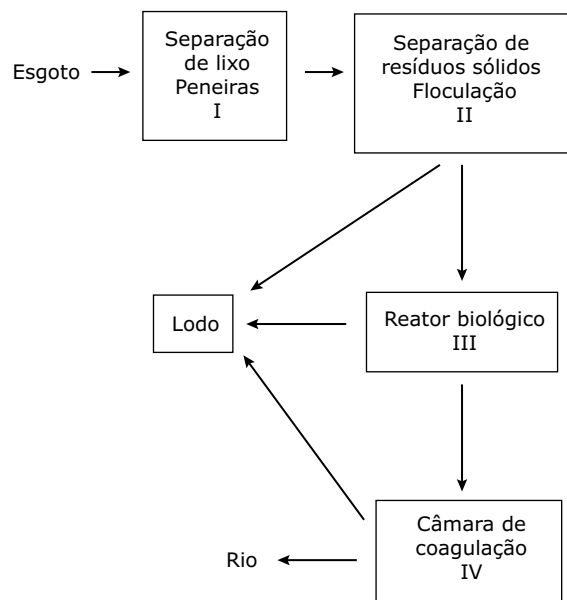 Esgoto
Separação
de lixo
Peneiras
I
Separação de
resíduos sólidos
Floculação
II
Lodo
Reator biológico
III
Câmara de
coagulação
IV
Rio